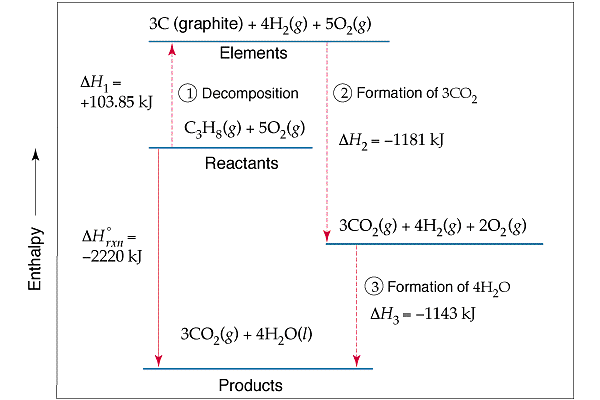 3C (graphite) + 4H₂(g) + 5O₂(g)
Elements
ΔH₁ =
+103.85 kJ
① Decomposition
② Formation of 3CO₂
C₃H₈(g) + 5O₂(g)
ΔH₂ = −1181 kJ
Reactants
Enthalpy
3CO₂(g) + 4H₂(g) + 2O₂(g)
ΔH°rxn =
−2220 kJ
③ Formation of 4H₂O
ΔH₃ = −1143 kJ
3CO₂(g) + 4H₂O(l)
Products